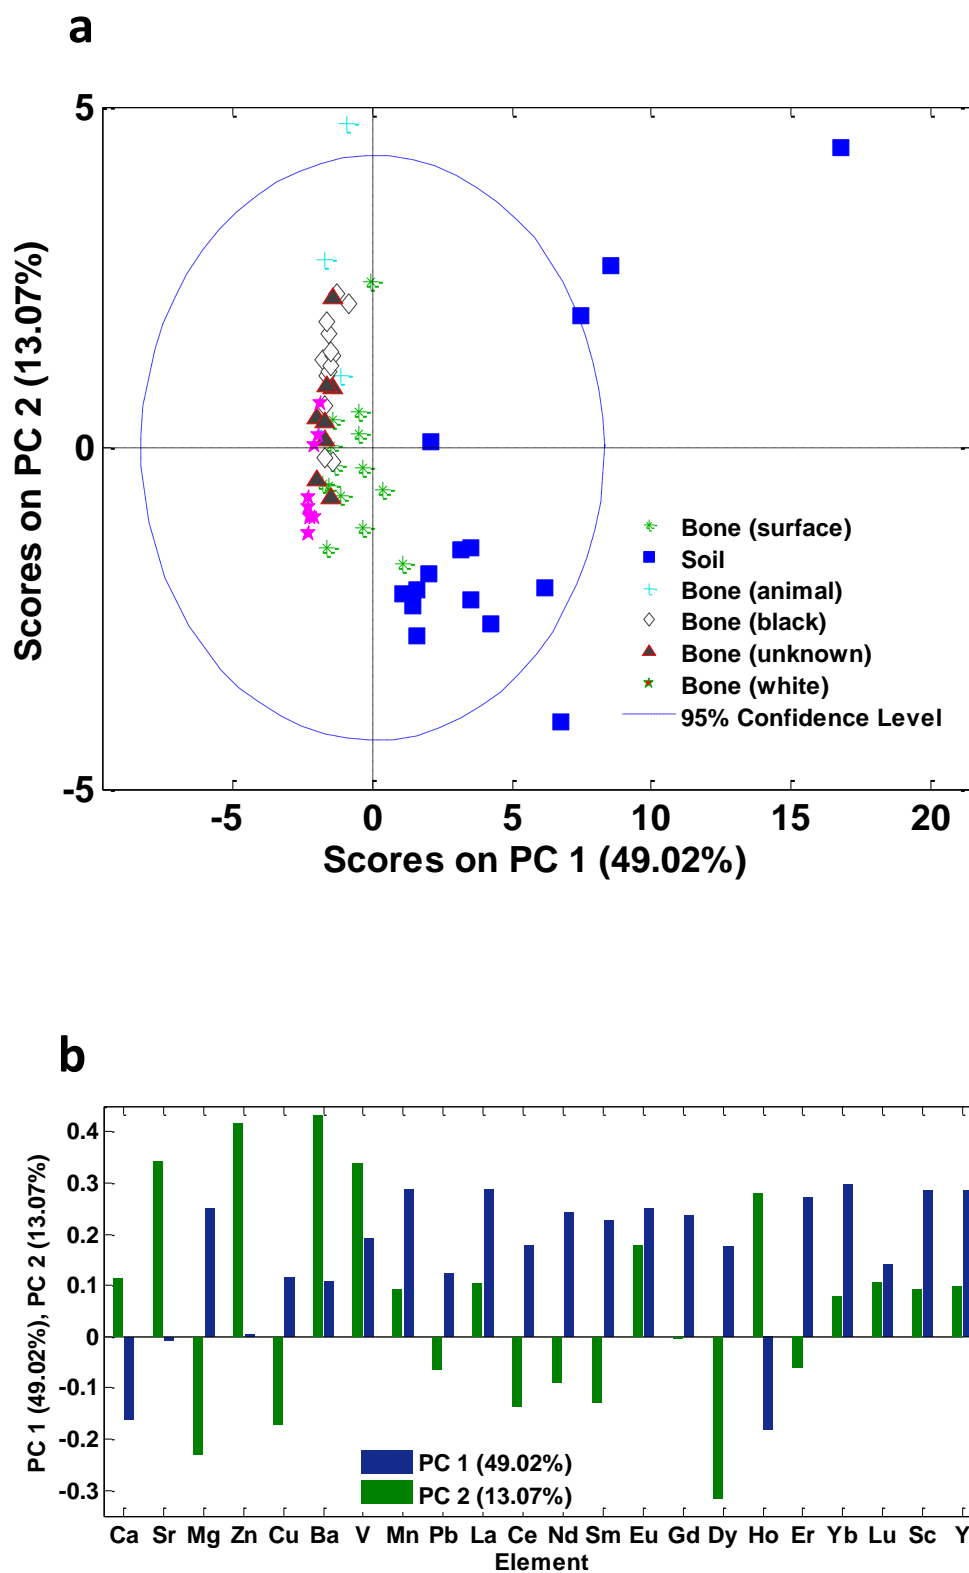 a
5
0
-5
Scores on PC 2 (13.07%)
Bone (surface)
Soil
Bone (animal)
Bone (black)
Bone (unknown)
Bone (white)
95% Confidence Level
-5 0 5 10 15 20
Scores on PC 1 (49.02%)
b
0.4
0.3
0.2
0.1
0
-0.1
-0.2
-0.3
PC 1 (49.02%), PC 2 (13.07%)
PC 1 (49.02%)
PC 2 (13.07%)
Ca Sr Mg Zn Cu Ba V Mn Pb La Ce Nd Sm Eu Gd Dy Ho Er Yb Lu Sc Y
Element